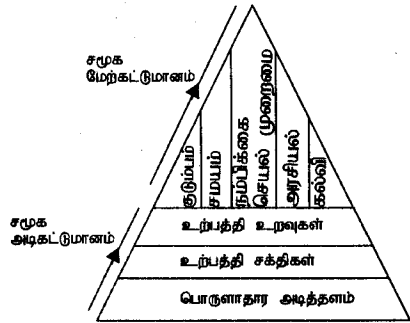 சமூக
மேற்கட்டுமானம்
குடும்பம்
சமயம்
நம்பிக்கை
செயல் முறைமை
அரசியல்
கல்வி
சமூக
அடிகட்டுமானம்
உற்பத்தி உறவுகள்
உற்பத்தி சக்திகள்
பொருளாதார அடித்தளம்